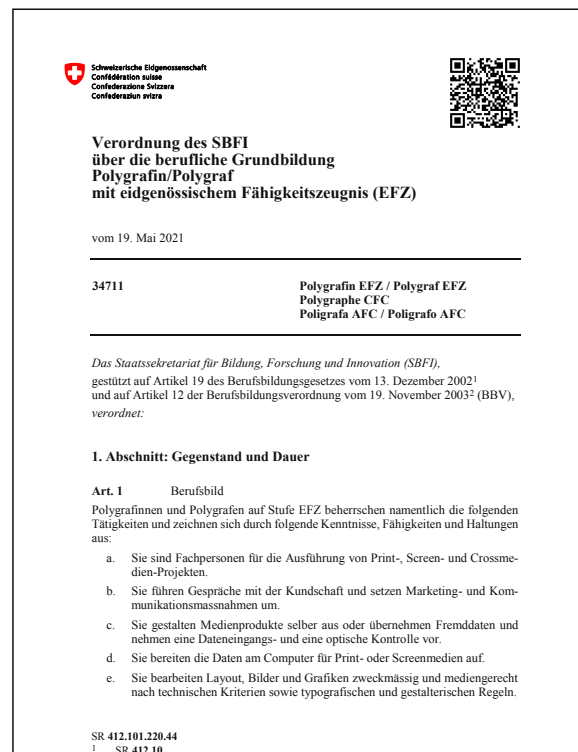 Schweizerische Eidgenossenschaft
Confédération suisse
Confederazione Svizzera
Confederaziun svizra
Verordnung des SBFI
über die berufliche Grundbildung
Polygrafin/Polygraf
mit eidgenössischem Fähigkeitszeugnis (EFZ)
vom 19. Mai 2021
34711 Polygrafin EFZ / Polygraf EFZ
Polygraphe CFC
Poligrafa AFC / Poligrafo AFC
Das Staatssekretariat für Bildung, Forschung und Innovation (SBFI),
gestützt auf Artikel 19 des Berufsbildungsgesetzes vom 13. Dezember 2002¹
und auf Artikel 12 der Berufsbildungsverordnung vom 19. November 2003² (BBV),
verordnet:
1. Abschnitt: Gegenstand und Dauer
Art. 1 Berufsbild
Polygrafinnen und Polygrafen auf Stufe EFZ beherrschen namentlich die folgenden
Tätigkeiten und zeichnen sich durch folgende Kenntnisse, Fähigkeiten und Haltungen
aus:
a. Sie sind Fachpersonen für die Ausführung von Print-, Screen- und Crossme-
dien-Projekten.
b. Sie führen Gespräche mit der Kundschaft und setzen Marketing- und Kom-
munikationsmassnahmen um.
c. Sie gestalten Medienprodukte selber aus oder übernehmen Fremddaten und
nehmen eine Dateneingangs- und eine optische Kontrolle vor.
d. Sie bereiten die Daten am Computer für Print- oder Screenmedien auf.
e. Sie bearbeiten Layout, Bilder und Grafiken zweckmässig und mediengerecht
nach technischen Kriterien sowie typografischen und gestalterischen Regeln.
SR 412.101.220.44
1 SR 412.10